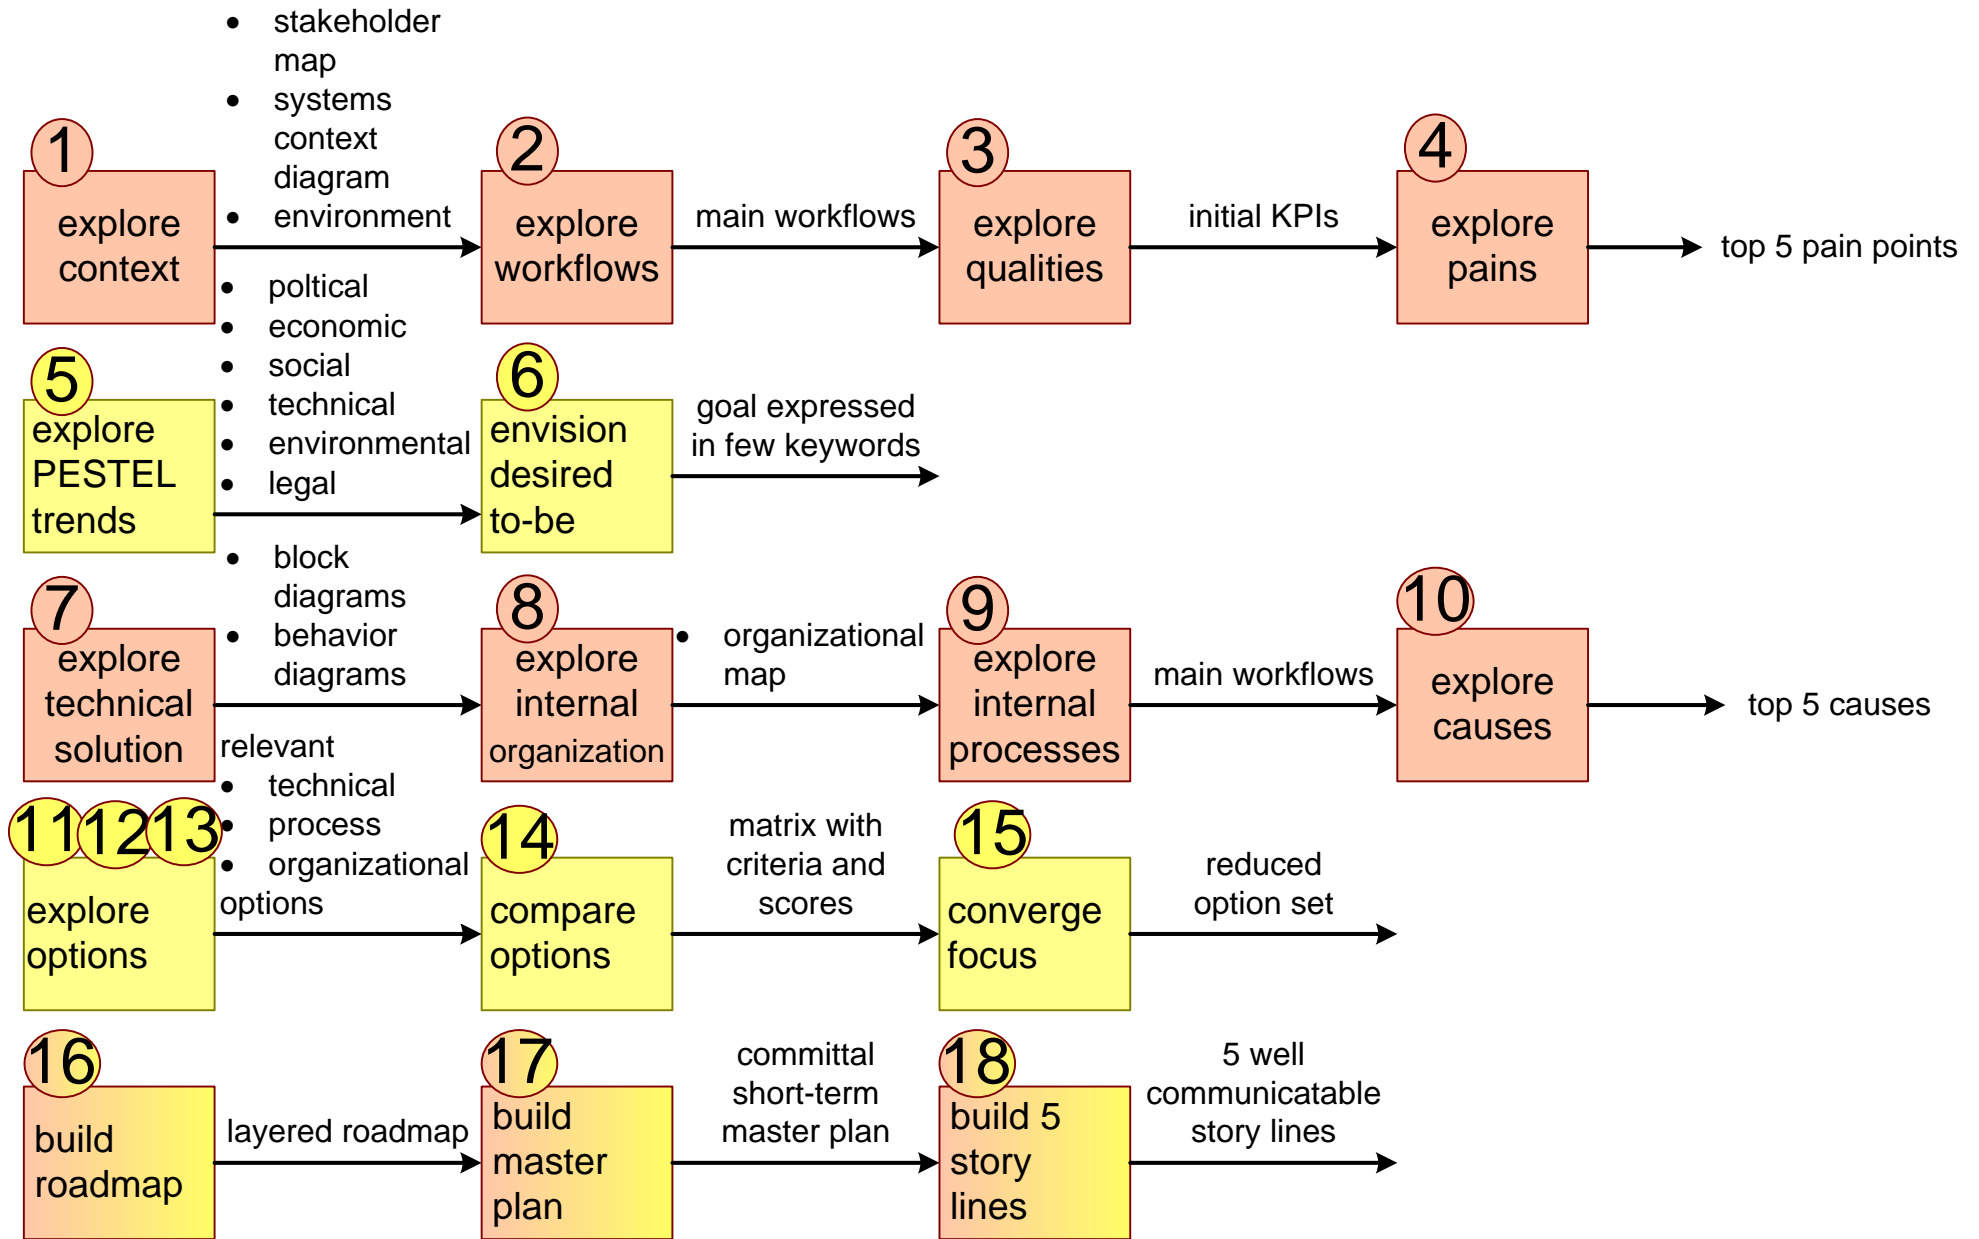 • stakeholder
map
• systems
context
diagram
• environment
1
explore
context
2
explore
workflows
main workflows
3
explore
qualities
initial KPIs
4
explore
pains
top 5 pain points
• poltical
• economic
• social
• technical
• environmental
• legal
5
explore
PESTEL
trends
6
envision
desired
to-be
goal expressed
in few keywords
• block
diagrams
• behavior
diagrams
7
explore
technical
solution
8
explore
internal
organization
• organizational
map
9
explore
internal
processes
main workflows
10
explore
causes
top 5 causes
relevant
• technical
• process
• organizational
options
11
12
13
explore
options
14
compare
options
matrix with
criteria and
scores
15
converge
focus
reduced
option set
16
build
roadmap
layered roadmap
17
build
master
plan
committal
short-term
master plan
18
build 5
story
lines
5 well
communicatable
story lines